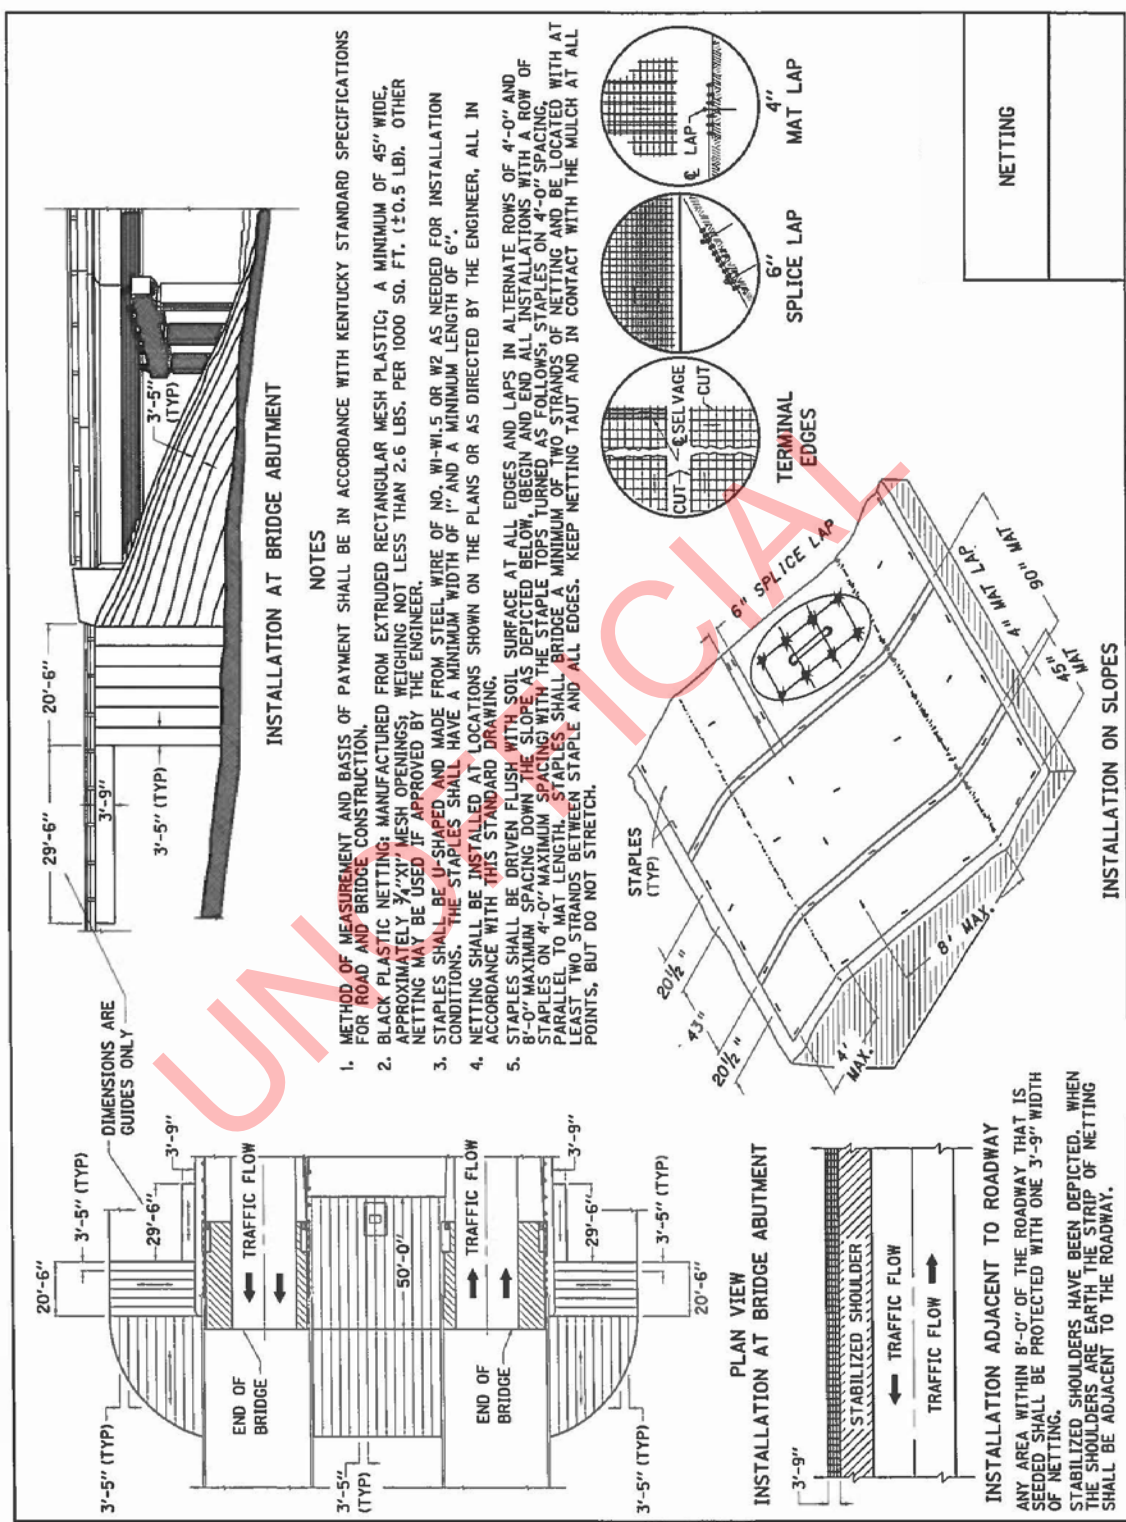 29'-6"
20'-6"
3'-9"
3'-5" (TYP)
3'-5"
(TYP)
DIMENSIONS ARE
GUIDES ONLY
INSTALLATION AT BRIDGE ABUTMENT
NOTES
1. METHOD OF MEASUREMENT AND BASIS OF PAYMENT SHALL BE IN ACCORDANCE WITH KENTUCKY STANDARD SPECIFICATIONS
FOR ROAD AND BRIDGE CONSTRUCTION.
2. BLACK PLASTIC NETTING: MANUFACTURED FROM EXTRUDED RECTANGULAR MESH PLASTIC; A MINIMUM OF 45" WIDE,
APPROXIMATELY ¾"X1" MESH OPENINGS; WEIGHING NOT LESS THAN 2.6 LBS. PER 1000 SQ. FT. (±0.5 LB). OTHER
NETTING MAY BE USED IF APPROVED BY THE ENGINEER.
3. STAPLES SHALL BE U-SHAPED AND MADE FROM STEEL WIRE OF NO. W1-W1.5 OR W2 AS NEEDED FOR INSTALLATION
CONDITIONS. THE STAPLES SHALL HAVE A MINIMUM WIDTH OF 1" AND A MINIMUM LENGTH OF 6".
4. NETTING SHALL BE INSTALLED AT LOCATIONS SHOWN ON THE PLANS OR AS DIRECTED BY THE ENGINEER, ALL IN
ACCORDANCE WITH THIS STANDARD DRAWING.
5. STAPLES SHALL BE DRIVEN FLUSH WITH SOIL SURFACE AT ALL EDGES AND LAPS IN ALTERNATE ROWS OF 4'-0" AND
8'-0" MAXIMUM SPACING DOWN THE SLOPE AS DEPICTED BELOW, (BEGIN AND END ALL INSTALLATIONS WITH A ROW OF
STAPLES ON 4'-0" MAXIMUM SPACING) WITH THE STAPLE TOPS TURNED AS FOLLOWS: STAPLES ON 4'-0" SPACING,
PARALLEL TO MAT LENGTH. STAPLES SHALL BRIDGE A MINIMUM OF TWO STRANDS OF NETTING AND BE LOCATED WITH AT
LEAST TWO STRANDS BETWEEN STAPLE AND ALL EDGES. KEEP NETTING TAUT AND IN CONTACT WITH THE MULCH AT ALL
POINTS, BUT DO NOT STRETCH.
UNOFFICIAL
3'-5" (TYP)
20'-6"
3'-5" (TYP)
29'-6"
3'-9"
END OF
BRIDGE
TRAFFIC FLOW
3'-5"
(TYP)
50'-0"
END OF
BRIDGE
TRAFFIC FLOW
3'-9"
29'-6"
3'-5" (TYP)
20'-6"
3'-5" (TYP)
PLAN VIEW
INSTALLATION AT BRIDGE ABUTMENT
3'-9"
STABILIZED SHOULDER
TRAFFIC FLOW
TRAFFIC FLOW
INSTALLATION ADJACENT TO ROADWAY
ANY AREA WITHIN 8'-0" OF THE ROADWAY THAT IS
SEEDED SHALL BE PROTECTED WITH ONE 3'-9" WIDTH
OF NETTING.
STABILIZED SHOULDERS HAVE BEEN DEPICTED. WHEN
THE SHOULDERS ARE EARTH THE STRIP OF NETTING
SHALL BE ADJACENT TO THE ROADWAY.
STAPLES
(TYP)
20½"
43"
20½"
4'
MAX.
8' MAX.
6" SPLICE LAP
4" MAT LAP
45"
MAT
90" MAT
INSTALLATION ON SLOPES
CUT
℄ SELVAGE
CUT
TERMINAL
EDGES
6"
SPLICE LAP
℄ LAP
4"
MAT LAP
NETTING